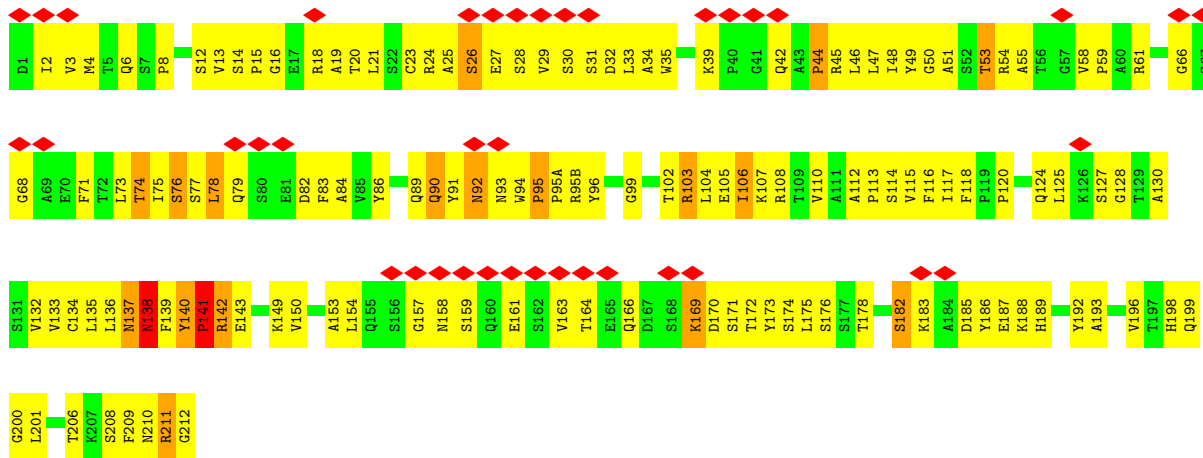 D1 I2 V3 M4 T5 Q6 S7 P8 S12 V13 S14 P15 G16 E17 R18 A19 T20 L21 S22 C23 R24 A25 S26 E27 S28 V29 S30 S31 D32 L33 A34 W35 K39 P40 G41 Q42 A43 P44 R45 L46 L47 I48 Y49 G50 A51 S52 T53 R54 A55 T56 G57 V58 P59 A60 R61 G66
G68 A69 E70 F71 T72 L73 T74 I75 S76 S77 L78 Q79 S80 E81 D82 F83 A84 V85 Y86 Q89 Q90 Y91 N92 N93 W94 P95 P95A R95B Y96 G99 T102 R103 L104 E105 I106 K107 R108 T109 V110 A111 A112 P113 S114 V115 F116 I117 F118 P119 P120 Q124 L125 K126 S127 G128 T129 A130
S131 V132 V133 C134 L135 L136 N137 N138 F139 Y140 P141 R142 E143 K149 V150 A153 L154 Q155 S156 G157 N158 S159 Q160 E161 S162 V163 T164 E165 Q166 D167 S168 K169 D170 S171 T172 Y173 S174 L175 S176 S177 T178 S182 K183 A184 D185 Y186 E187 K188 H189 Y192 A193 V196 T197 H198 Q199
G200 L201 T206 K207 S208 F209 N210 R211 G212